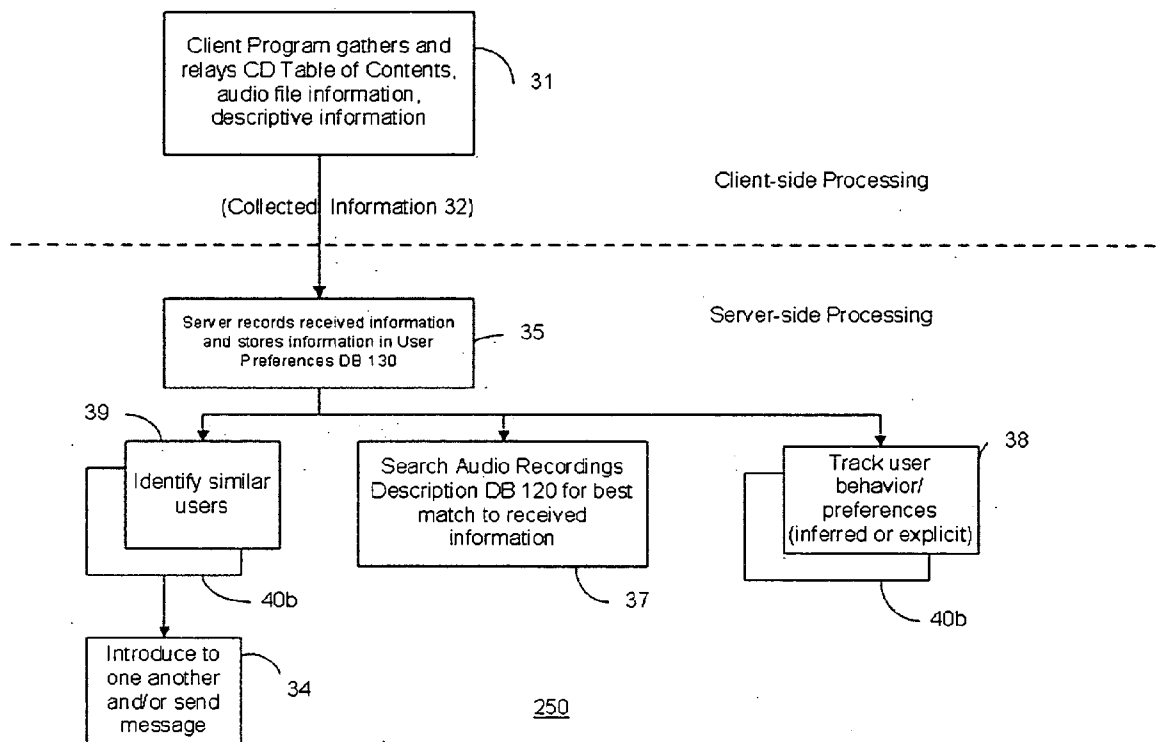 Client Program gathers and
relays CD Table of Contents,
audio file information,
descriptive information
31
Client-side Processing
(Collected Information 32)
Server-side Processing
Server records received information
and stores information in User
Preferences DB 130
35
39
Identify similar
users
40b
Search Audio Recordings
Description DB 120 for best
match to received
information
37
Track user
behavior/
preferences
(inferred or explicit)
38
40b
Introduce to
one another
and/or send
message
34
250